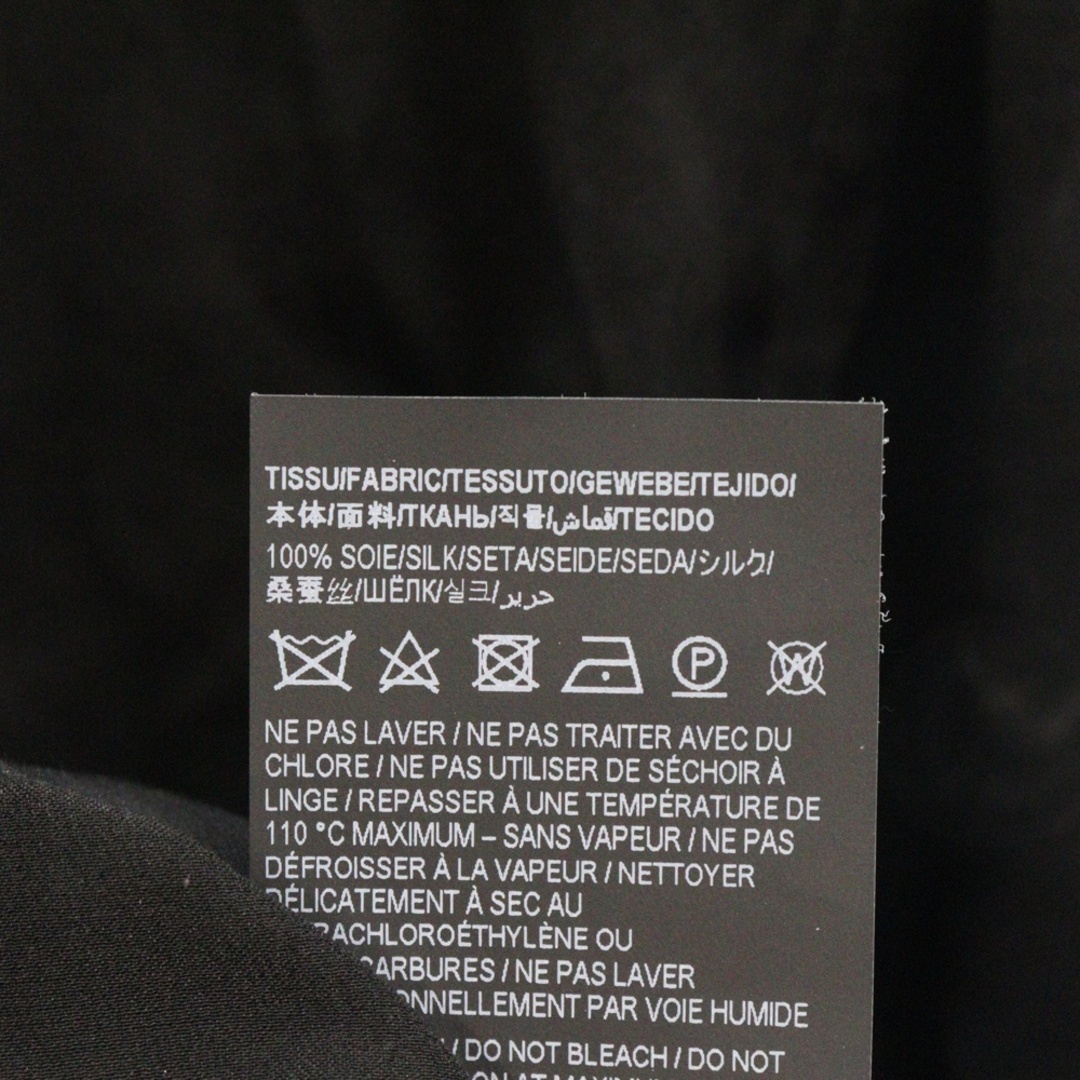 TISSU/FABRIC/TESSUTO/GEWEBE/TEJIDO/
本体/面料/ТКАНЬ/직물/قماش/TECIDO
100% SOIE/SILK/SETA/SEIDE/SEDA/シルク/
桑蚕丝/ШЁЛК/실크/حرير
P W
NE PAS LAVER / NE PAS TRAITER AVEC DU
CHLORE / NE PAS UTILISER DE SÉCHOIR À
LINGE / REPASSER À UNE TEMPÉRATURE DE
110 °C MAXIMUM – SANS VAPEUR / NE PAS
DÉFROISSER À LA VAPEUR / NETTOYER
DÉLICATEMENT À SEC AU
RACHLOROÉTHYLÈNE OU
CARBURES / NE PAS LAVER
ONNELLEMENT PAR VOIE HUMIDE
/ DO NOT BLEACH / DO NOT
ON AT